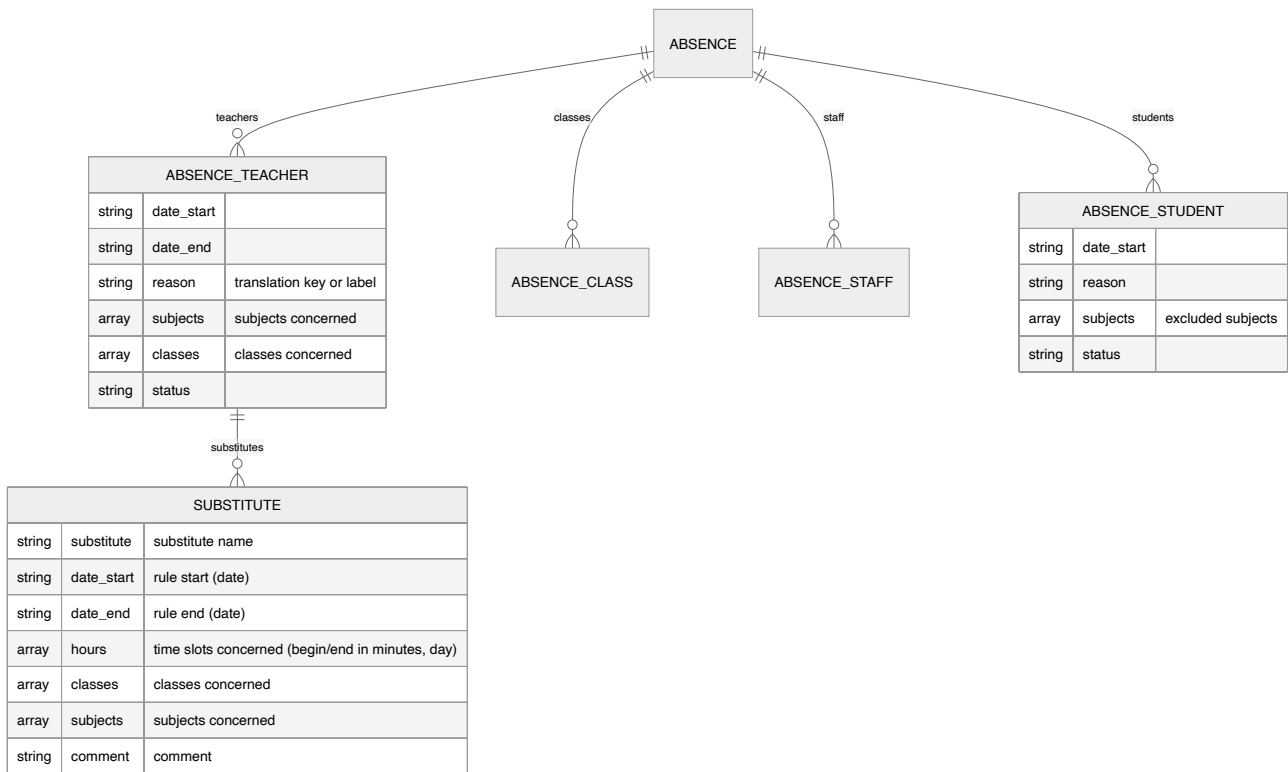 ABSENCE
teachers
classes
staff
students
ABSENCE_TEACHER
string date_start
string date_end
string reason translation key or label
array subjects subjects concerned
array classes classes concerned
string status
ABSENCE_CLASS
ABSENCE_STAFF
ABSENCE_STUDENT
string date_start
string reason
array subjects excluded subjects
string status
substitutes
SUBSTITUTE
string substitute substitute name
string date_start rule start (date)
string date_end rule end (date)
array hours time slots concerned (begin/end in minutes, day)
array classes classes concerned
array subjects subjects concerned
string comment comment